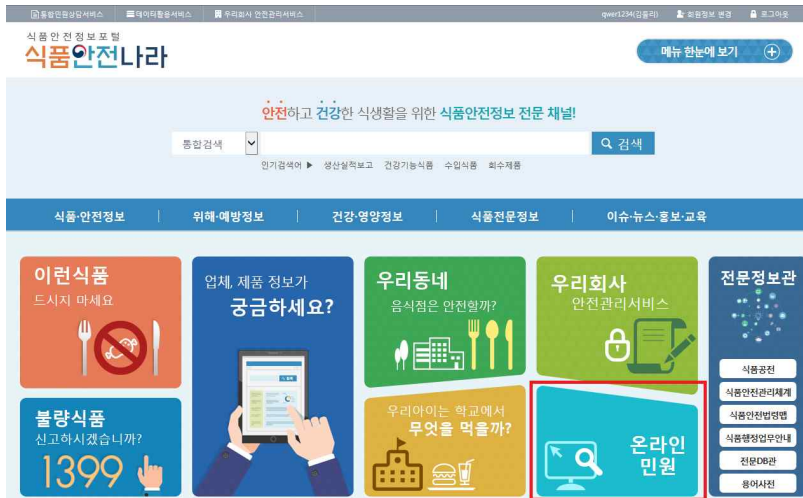 통합민원상담서비스 데이터활용서비스 우리회사 안전관리서비스 qwer1234(김둘리) 회원정보 변경 로그아웃
식품안전정보포털
식품안전나라
메뉴 한눈에 보기
안전하고 건강한 식생활을 위한 식품안전정보 전문 채널!
통합검색 검색
인기검색어 ▶ 생산실적보고 건강기능식품 수입식품 회수제품
식품·안전정보 | 위해·예방정보 | 건강·영양정보 | 식품전문정보 | 이슈·뉴스·홍보·교육
이런식품
드시지 마세요
업체, 제품 정보가
궁금하세요?
우리동네
음식점은 안전할까?
우리회사
안전관리서비스
전문정보관
불량식품
신고하시겠습니까?
1399
우리아이는 학교에서
무엇을 먹을까?
온라인
민원
식품공전
식품안전관리체계
식품안전법령맵
식품행정업무안내
전문DB관
용어사전